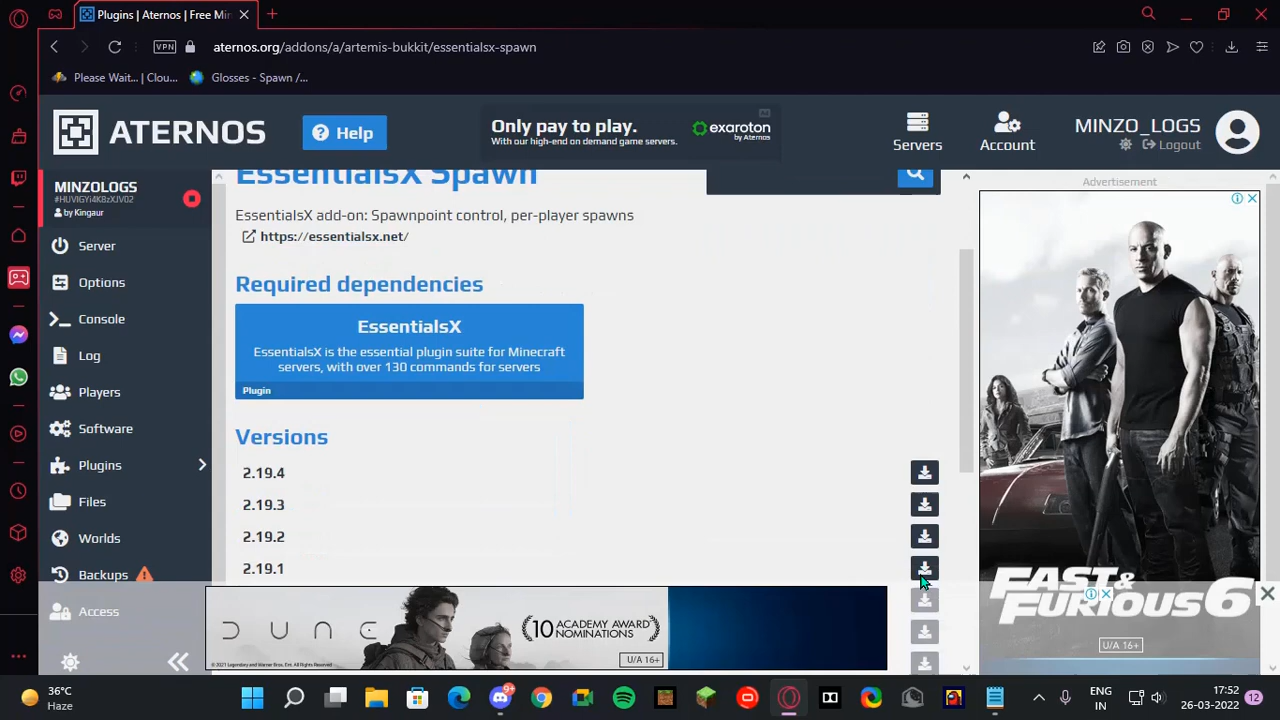 Plugins | Aternos | Free Min
VPN
aternos.org/addons/a/artemis-bukkit/essentialsx-spawn
Please Wait... | Clou...
Glosses - Spawn /...
ATERNOS
? Help
Only pay to play.
With our high-end on demand game servers.
Ad
exaroton
by Aternos
Servers
Account
MINZO_LOGS
Logout
MINZOLOGS
by Kingaur
Server
Options
Console
Log
Players
Software
Plugins
Files
Worlds
Backups
Access
EssentialsX Spawn
EssentialsX add-on: Spawnpoint control, per-player spawns
https://essentialsx.net/
Required dependencies
EssentialsX
EssentialsX is the essential plugin suite for Minecraft
servers, with over 130 commands for servers
Plugin
Versions
2.19.4
2.19.3
2.19.2
2.19.1
Advertisement
FAST &
FURIOUS 6
U/A 16+
DUNE
10 ACADEMY AWARD
NOMINATIONS
U/A 16+
36°C
Haze
9+
ENG
IN
17:52
26-03-2022
12